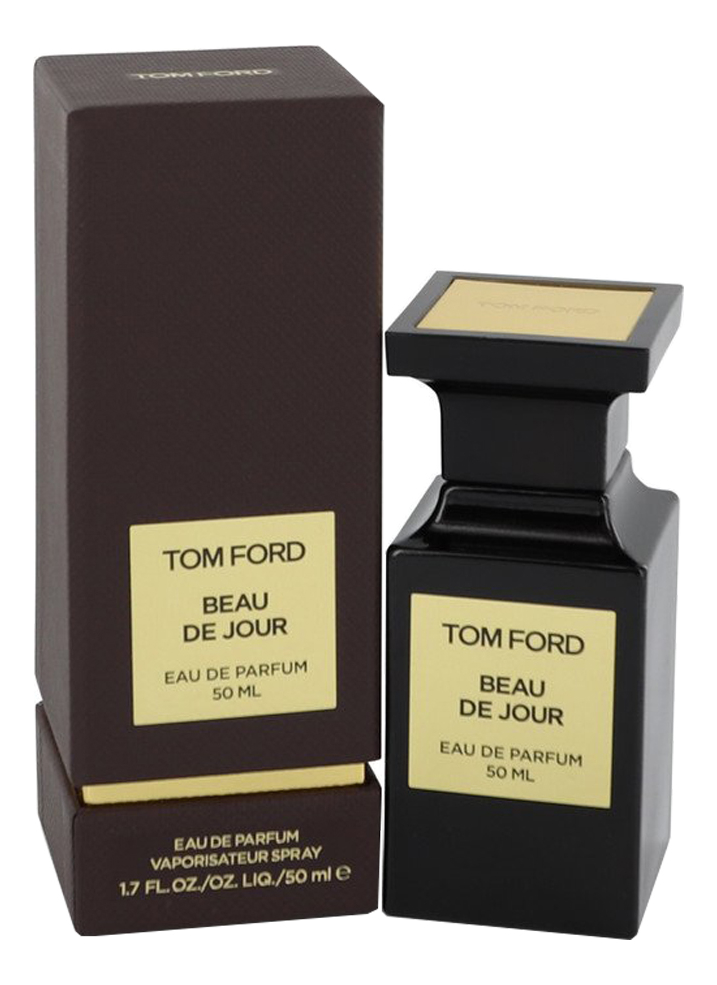 TOM FORD
TOM FORD
BEAU
DE JOUR
EAU DE PARFUM
50 ML
EAU DE PARFUM
VAPORISATEUR SPRAY
1.7 FL. OZ./OZ. LIQ./50 ml ℮
TOM FORD
TOM FORD
BEAU
DE JOUR
EAU DE PARFUM
50 ML